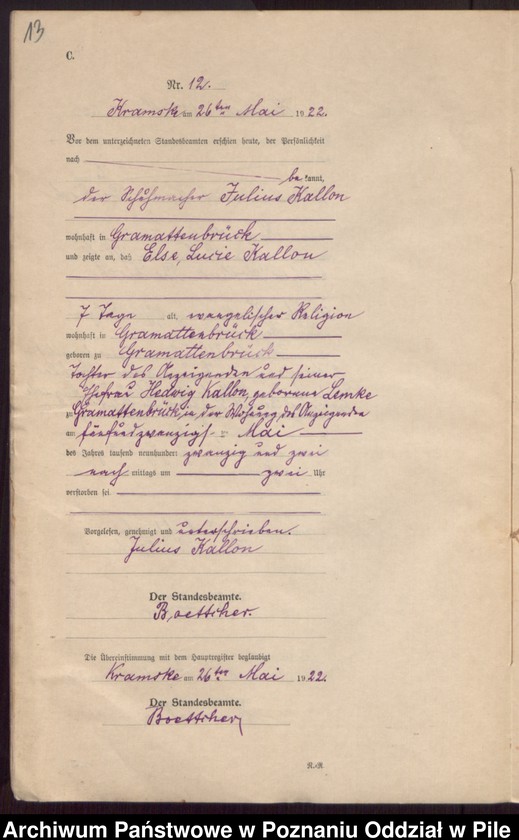 13
C.
Nr. 12.
Kramske am 26ten Mai 1922.
Vor dem unterzeichneten Standesbeamten erschien heute, der Persönlichkeit
nach
bekannt,
der Schuhmacher Julius Kallon
wohnhaft in Gramattenbrück
und zeigte an, daß Else, Lucie Kallon
7 Tage alt, evangelischer Religion
wohnhaft in Gramattenbrück
geboren zu Gramattenbrück
Tochter des Anzeigenden und seiner
Ehefrau Hedwig Kallon, geborene Lemke
zu Gramattenbrück in der Wohnung des Anzeigenden
am fünfundzwanzigsten Mai
des Jahres tausend neunhundert zwanzig und zwei
nachmittags um zwei Uhr
verstorben sei.
Vorgelesen, genehmigt und unterschrieben.
Julius Kallon
Der Standesbeamte.
Boettcher.
Die Übereinstimmung mit dem Hauptregister beglaubigt
Kramske am 26ten Mai 1922.
Der Standesbeamte.
Boettcher
Archiwum Państwowe w Poznaniu Oddział w Pile